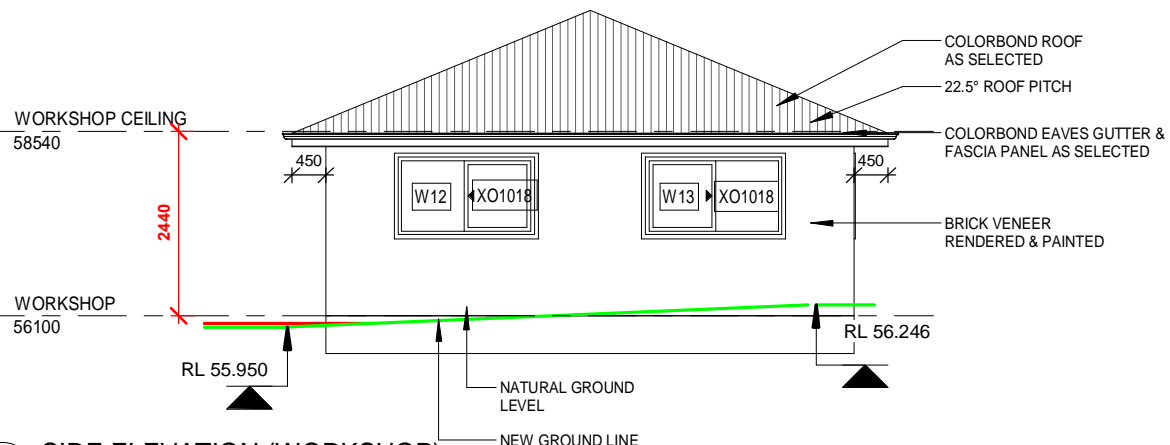 COLORBOND ROOF
AS SELECTED
22.5° ROOF PITCH
WORKSHOP CEILING
58540
COLORBOND EAVES GUTTER &
FASCIA PANEL AS SELECTED
450
450
W12
XO1018
W13
XO1018
2440
BRICK VENEER
RENDERED & PAINTED
WORKSHOP
56100
RL 56.246
RL 55.950
NATURAL GROUND
LEVEL
NEW GROUND LINE
SIDE ELEVATION (WORKSHOP)